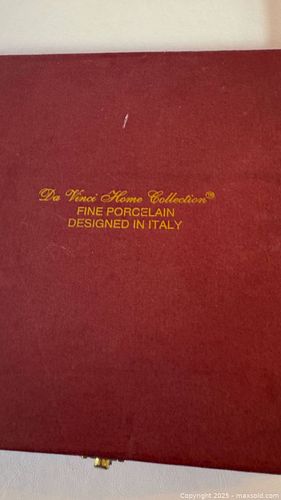 Da Vinci Home Collection®
FINE PORCELAIN
DESIGNED IN ITALY
Copyright 2025 - maxsold.com